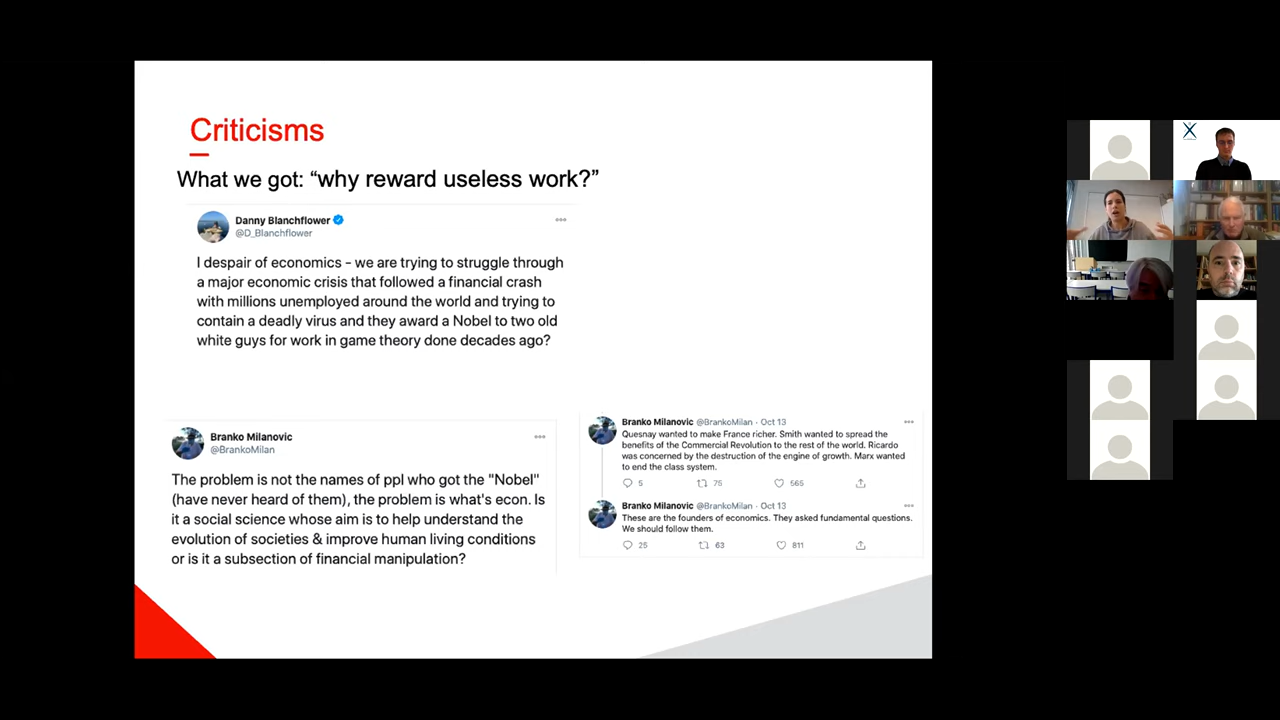 Criticisms
What we got: “why reward useless work?”
Danny Blanchflower
@D_Blanchflower
I despair of economics - we are trying to struggle through
a major economic crisis that followed a financial crash
with millions unemployed around the world and trying to
contain a deadly virus and they award a Nobel to two old
white guys for work in game theory done decades ago?
Branko Milanovic
@BrankoMilan
The problem is not the names of ppl who got the "Nobel"
(have never heard of them), the problem is what's econ. Is
it a social science whose aim is to help understand the
evolution of societies & improve human living conditions
or is it a subsection of financial manipulation?
Branko Milanovic @BrankoMilan · Oct 13
Quesnay wanted to make France richer. Smith wanted to spread the
benefits of the Commercial Revolution to the rest of the world. Ricardo
was concerned by the destruction of the engine of growth. Marx wanted
to end the class system.
5 75 565
Branko Milanovic @BrankoMilan · Oct 13
These are the founders of economics. They asked fundamental questions.
We should follow them.
25 63 811